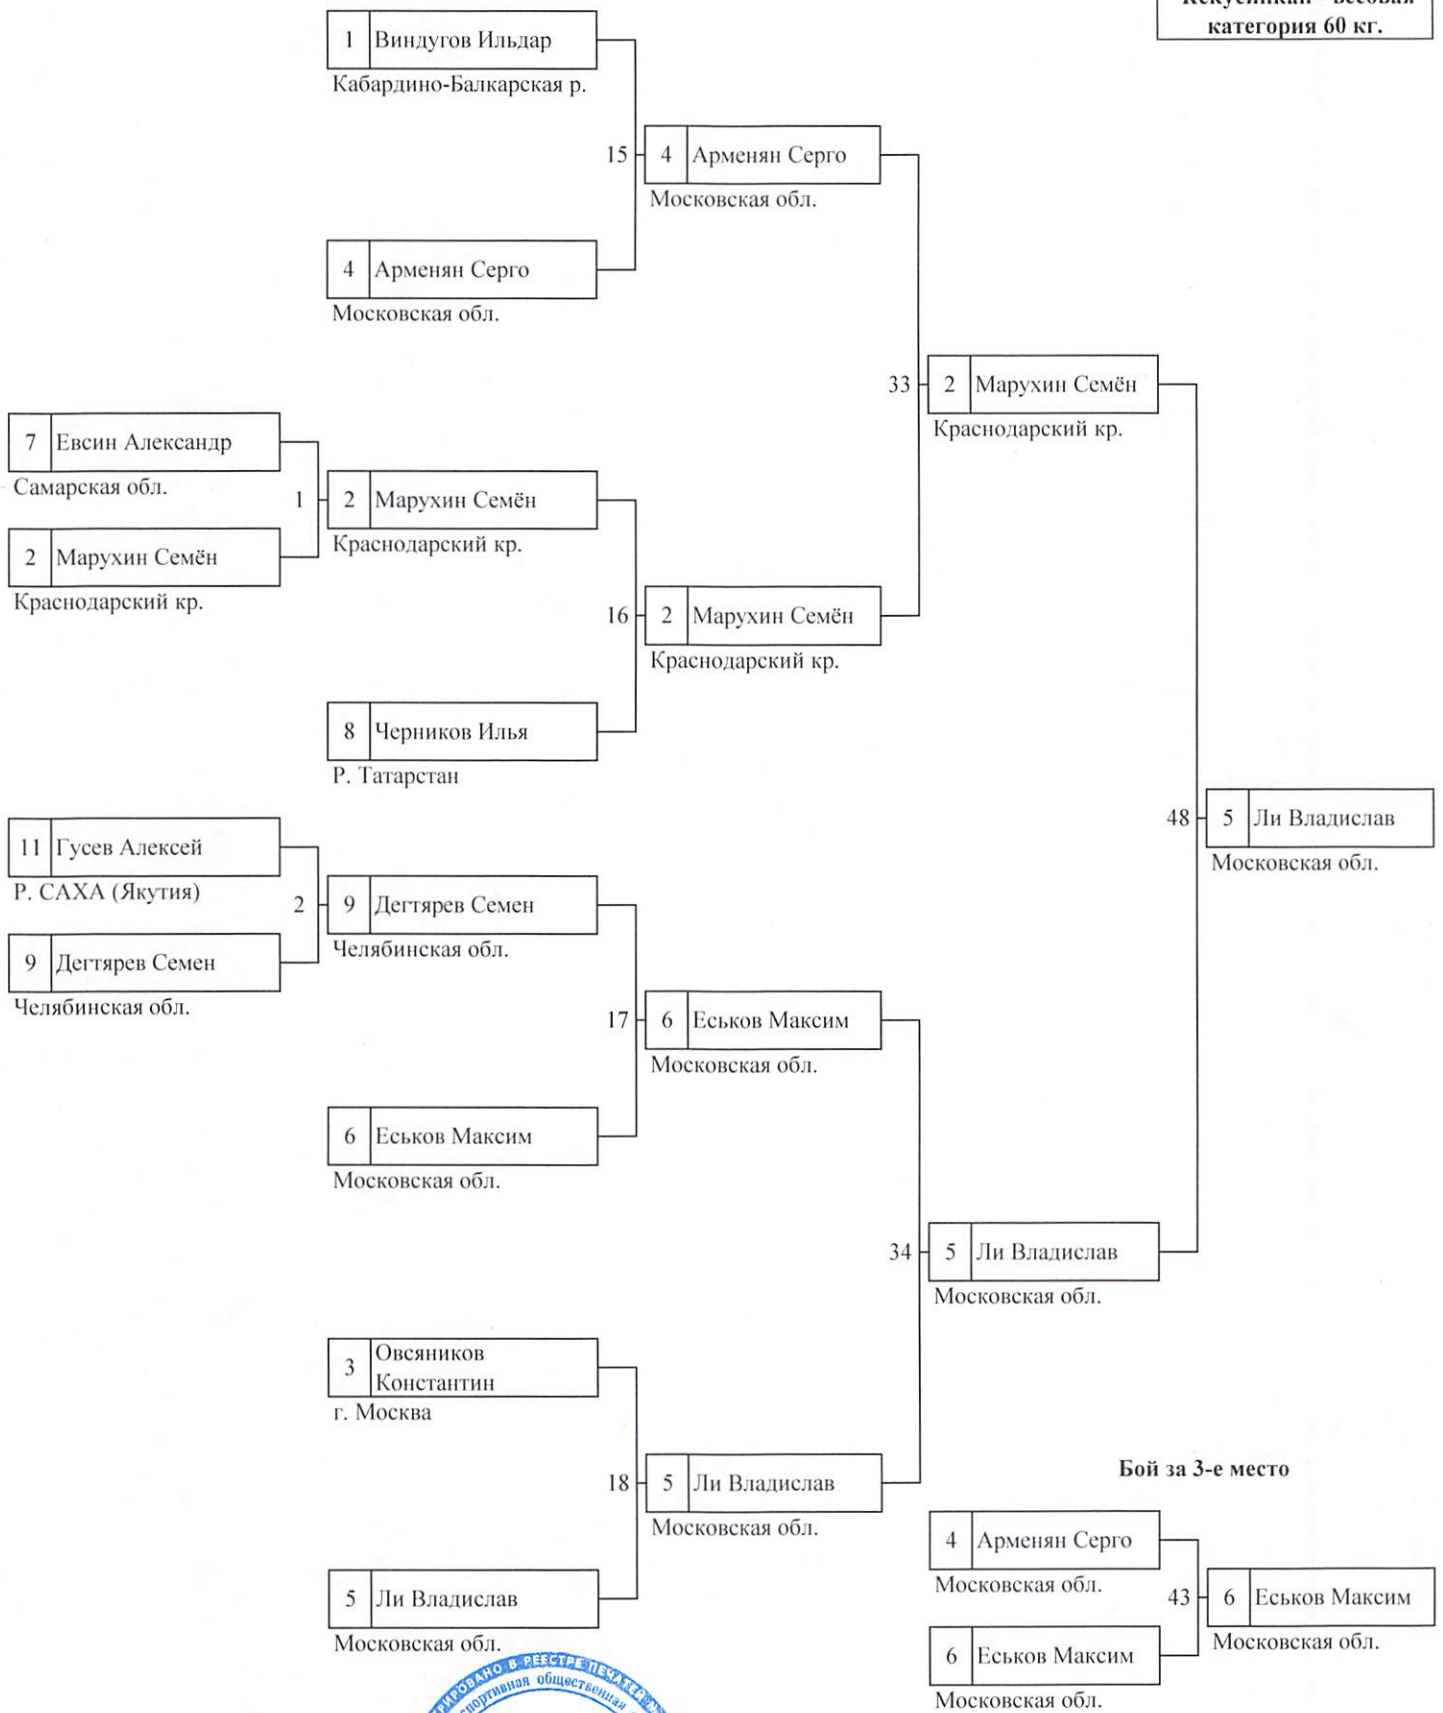 категория 60 кг.
1 Виндугов Ильдар
Кабардино-Балкарская р.
15 4 Арменян Серго
Московская обл.
4 Арменян Серго
Московская обл.
33 2 Марухин Семён
Краснодарский кр.
7 Евсин Александр
Самарская обл.
1 2 Марухин Семён
Краснодарский кр.
2 Марухин Семён
Краснодарский кр.
16 2 Марухин Семён
Краснодарский кр.
8 Черников Илья
Р. Татарстан
48 5 Ли Владислав
Московская обл.
11 Гусев Алексей
Р. САХА (Якутия)
2 9 Дегтярев Семен
Челябинская обл.
9 Дегтярев Семен
Челябинская обл.
17 6 Еськов Максим
Московская обл.
6 Еськов Максим
Московская обл.
34 5 Ли Владислав
Московская обл.
3 Овсяников
Константин
г. Москва
18 5 Ли Владислав
Московская обл.
5 Ли Владислав
Московская обл.
Бой за 3-е место
4 Арменян Серго
Московская обл.
43 6 Еськов Максим
Московская обл.
6 Еськов Максим
Московская обл.
В РЕЕСТРЕ
общественная